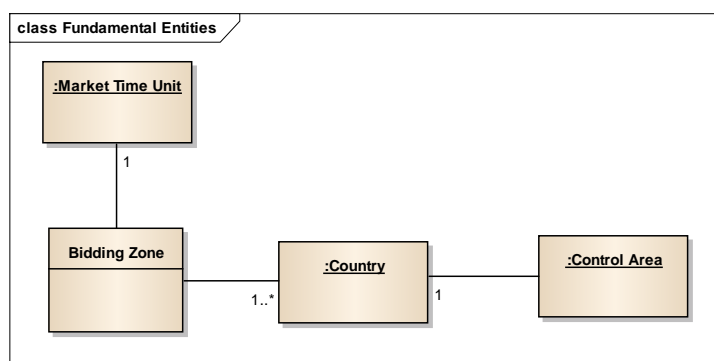 class Fundamental Entities
:Market Time Unit
1
Bidding Zone
:Country
:Control Area
1..*
1